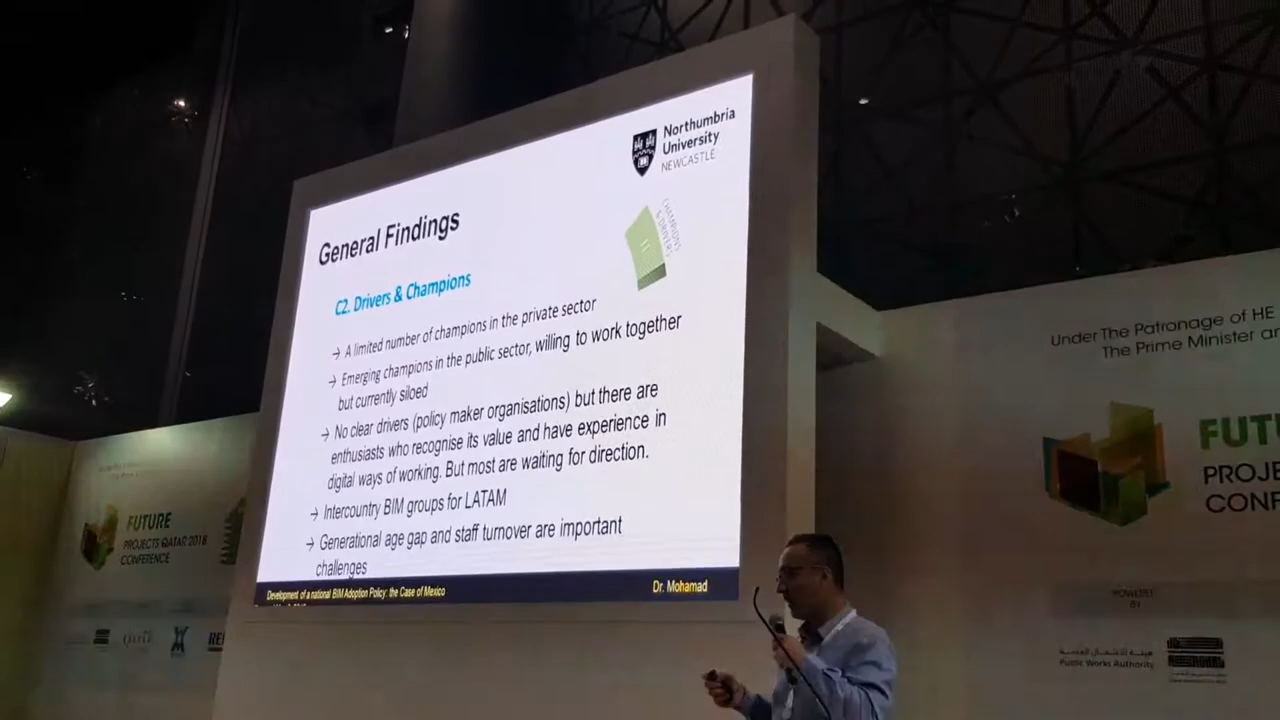 Northumbria
University
NEWCASTLE
General Findings
CHAMPIONS
& DRIVERS
C2. Drivers & Champions
→ A limited number of champions in the private sector
→ Emerging champions in the public sector, willing to work together
but currently siloed
→ No clear drivers (policy maker organisations) but there are
enthusiasts who recognise its value and have experience in
digital ways of working. But most are waiting for direction.
→ Intercountry BIM groups for LATAM
→ Generational age gap and staff turnover are important
challenges
Development of a national BIM Adoption Policy: the Case of Mexico
Dr. Mohamad
FUTURE
PROJECTS QATAR 2018
CONFERENCE
Under The Patronage of HE
The Prime Minister an
FUTU
PROJE
CONF
POWERED
BY
هيئة الأشغال العامة
Public Works Authority